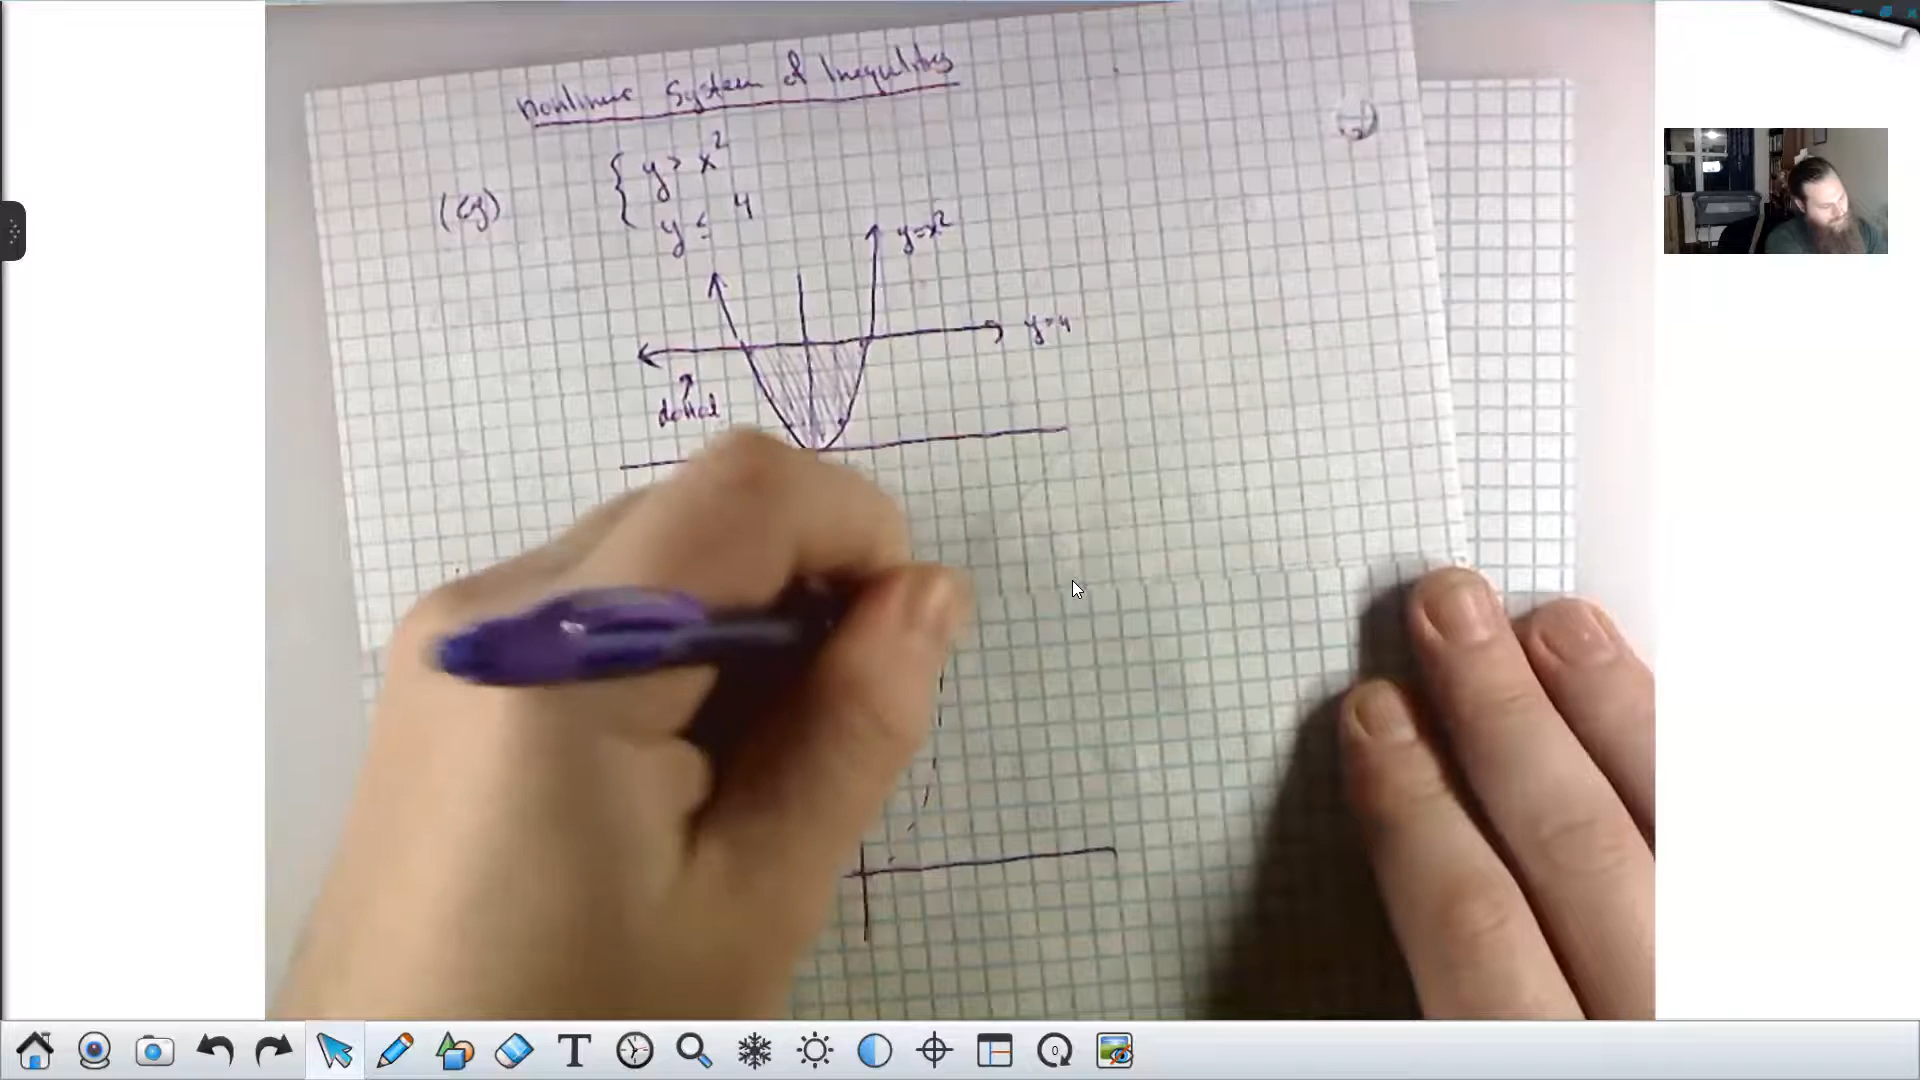 Nonlinear System of Inequalities
(eg) { y > x²
y ≤ 4
y=x²
y=4
dotted